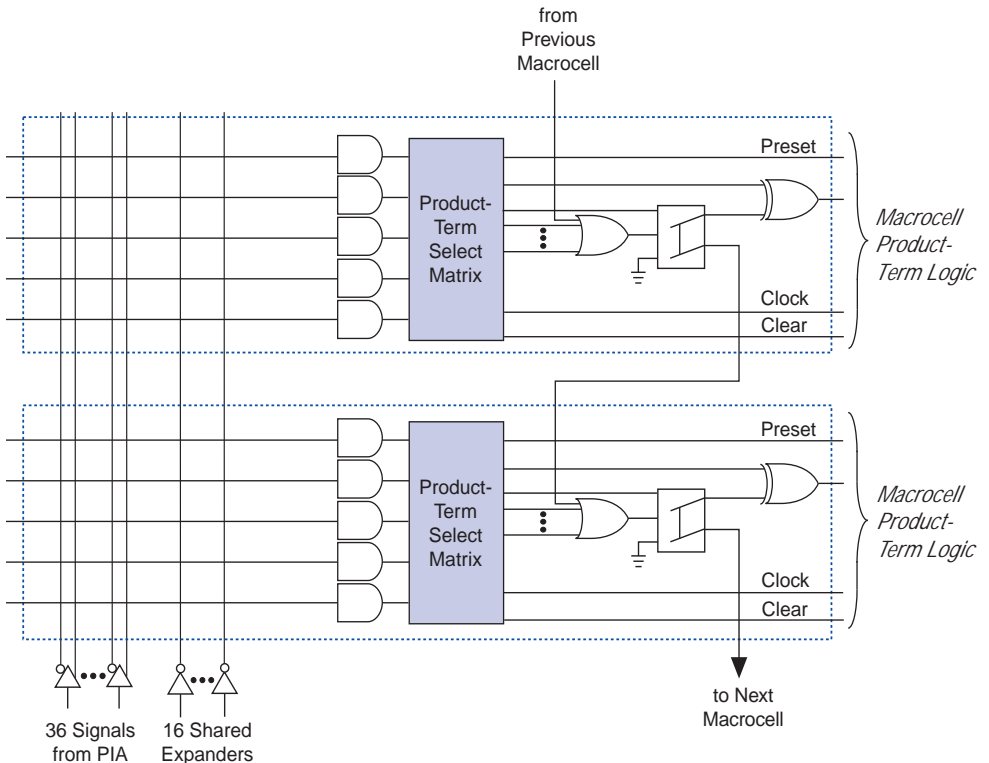 from
Previous
Macrocell
Preset
Product-
Term
Select
Matrix
Macrocell
Product-
Term Logic
Clock
Clear
Preset
Product-
Term
Select
Matrix
Macrocell
Product-
Term Logic
Clock
Clear
36 Signals
from PIA
16 Shared
Expanders
to Next
Macrocell